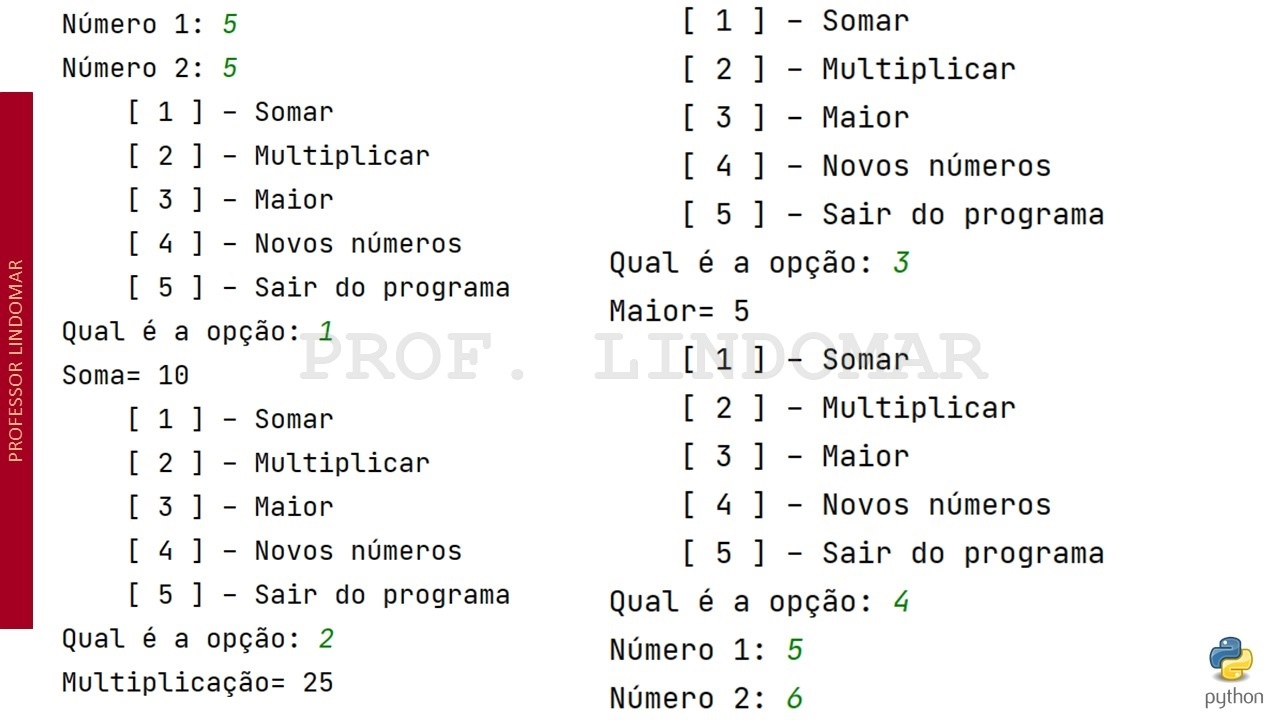 Número 1: 5
Número 2: 5
[ 1 ] – Somar
[ 2 ] – Multiplicar
[ 3 ] – Maior
[ 4 ] – Novos números
[ 5 ] – Sair do programa
Qual é a opção: 1
Soma= 10
[ 1 ] – Somar
[ 2 ] – Multiplicar
[ 3 ] – Maior
[ 4 ] – Novos números
[ 5 ] – Sair do programa
Qual é a opção: 2
Multiplicação= 25
[ 1 ] – Somar
[ 2 ] – Multiplicar
[ 3 ] – Maior
[ 4 ] – Novos números
[ 5 ] – Sair do programa
Qual é a opção: 3
Maior= 5
[ 1 ] – Somar
[ 2 ] – Multiplicar
[ 3 ] – Maior
[ 4 ] – Novos números
[ 5 ] – Sair do programa
Qual é a opção: 4
Número 1: 5
Número 2: 6
PROFESSOR LINDOMAR
PROF. LINDOMAR
python